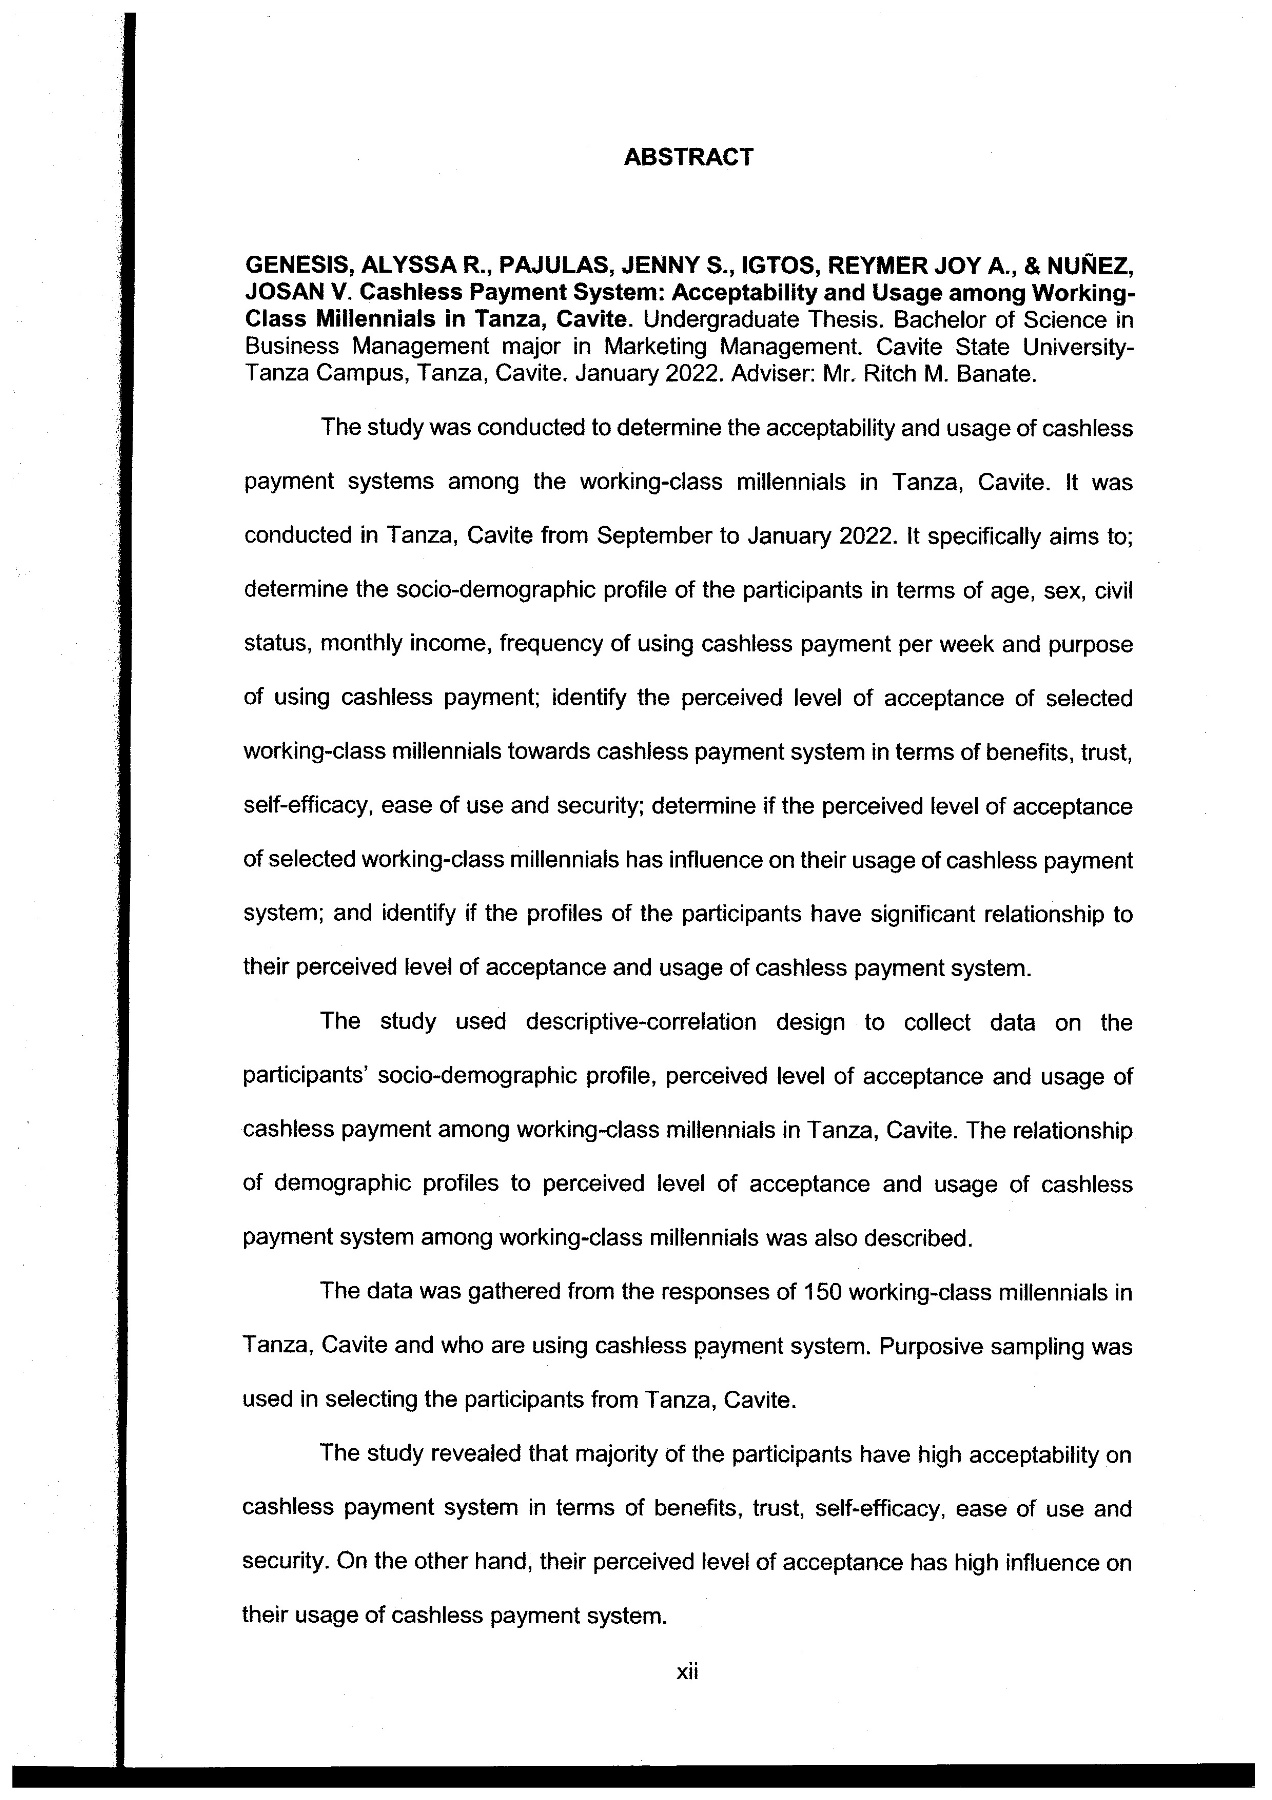 ABSTRACT
GENESIS, ALYSSA R., PAJULAS, JENNY S., IGTOS, REYMER JOY A., & NUÑEZ,
JOSAN V. Cashless Payment System: Acceptability and Usage among Working-
Class Millennials in Tanza, Cavite. Undergraduate Thesis. Bachelor of Science in
Business Management major in Marketing Management. Cavite State University-
Tanza Campus, Tanza, Cavite. January 2022. Adviser: Mr. Ritch M. Banate.
The study was conducted to determine the acceptability and usage of cashless
payment systems among the working-class millennials in Tanza, Cavite. It was
conducted in Tanza, Cavite from September to January 2022. It specifically aims to;
determine the socio-demographic profile of the participants in terms of age, sex, civil
status, monthly income, frequency of using cashless payment per week and purpose
of using cashless payment; identify the perceived level of acceptance of selected
working-class millennials towards cashless payment system in terms of benefits, trust,
self-efficacy, ease of use and security; determine if the perceived level of acceptance
of selected working-class millennials has influence on their usage of cashless payment
system; and identify if the profiles of the participants have significant relationship to
their perceived level of acceptance and usage of cashless payment system.
The study used descriptive-correlation design to collect data on the
participants’ socio-demographic profile, perceived level of acceptance and usage of
cashless payment among working-class millennials in Tanza, Cavite. The relationship
of demographic profiles to perceived level of acceptance and usage of cashless
payment system among working-class millennials was also described.
The data was gathered from the responses of 150 working-class millennials in
Tanza, Cavite and who are using cashless payment system. Purposive sampling was
used in selecting the participants from Tanza, Cavite.
The study revealed that majority of the participants have high acceptability on
cashless payment system in terms of benefits, trust, self-efficacy, ease of use and
security. On the other hand, their perceived level of acceptance has high influence on
their usage of cashless payment system.
xii